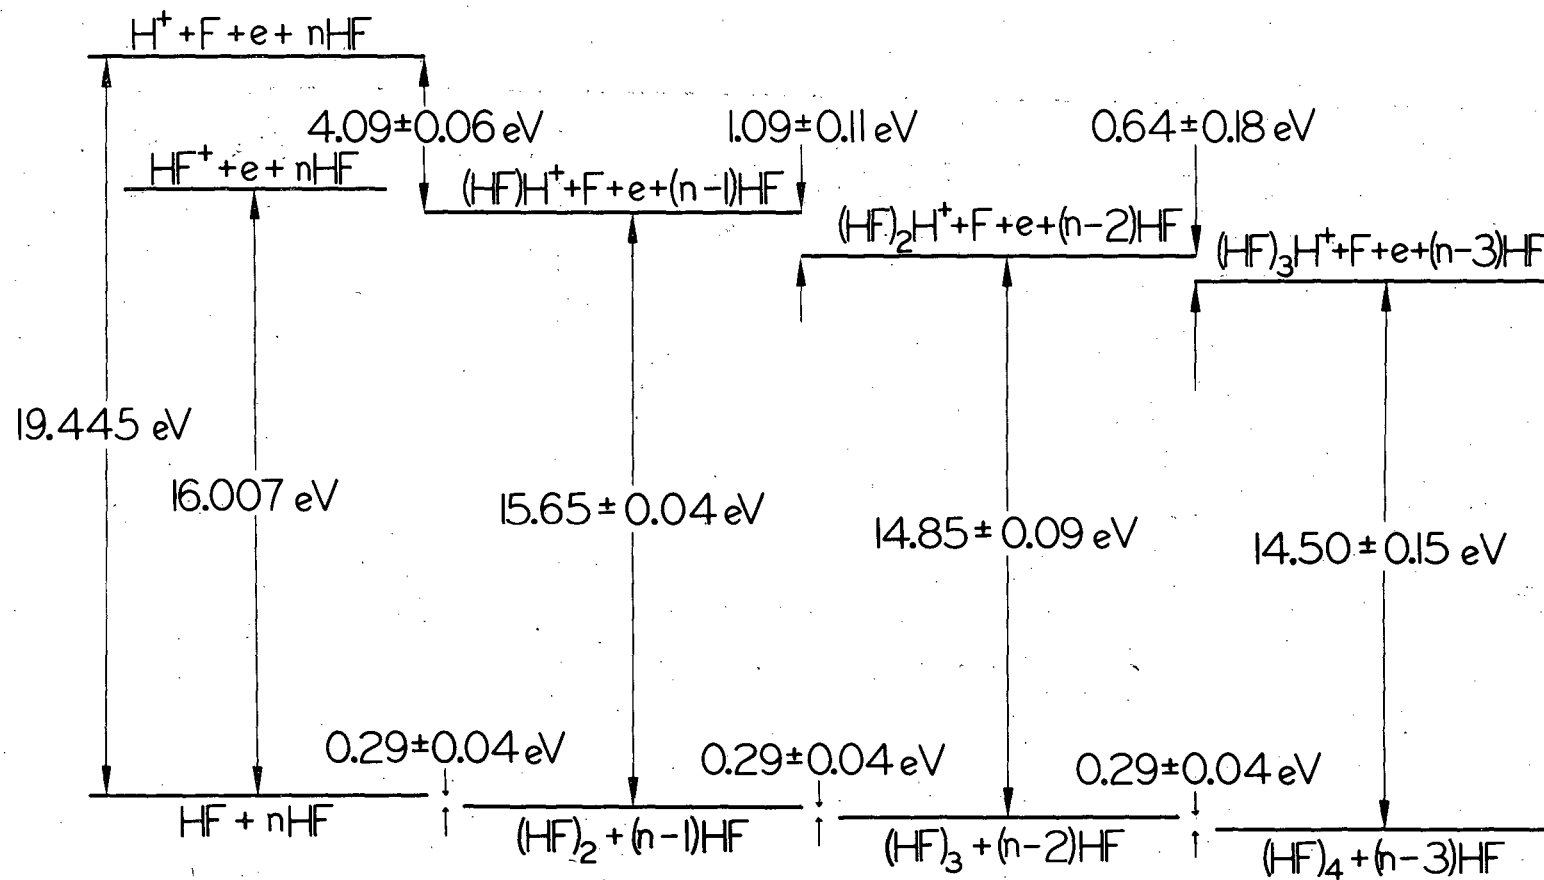 H⁺ + F + e + nHF
4.09±0.06 eV
1.09±0.11 eV
0.64±0.18 eV
HF⁺ + e + nHF
(HF)H⁺+F+e+(n-1)HF
(HF)₂H⁺+F+e+(n-2)HF
(HF)₃H⁺+F+e+(n-3)HF
19.445 eV
16.007 eV
15.65 ± 0.04 eV
14.85 ± 0.09 eV
14.50 ± 0.15 eV
0.29±0.04 eV
0.29±0.04 eV
0.29±0.04 eV
HF + nHF
(HF)₂ + (n-1)HF
(HF)₃ + (n-2)HF
(HF)₄ + (n-3)HF